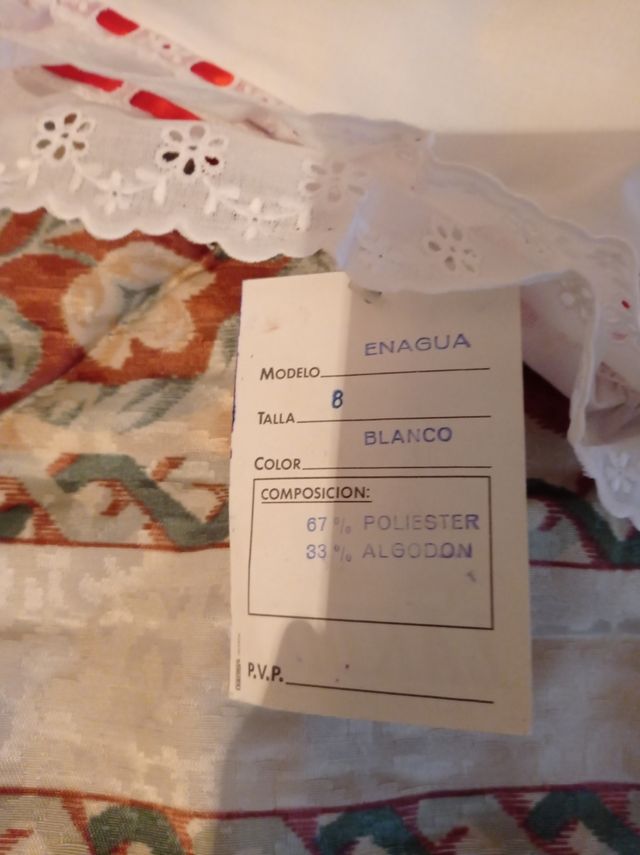 ENAGUA
MODELO
8
TALLA
BLANCO
COLOR
COMPOSICION:
67 % POLIESTER
33 % ALGODON
P.V.P.